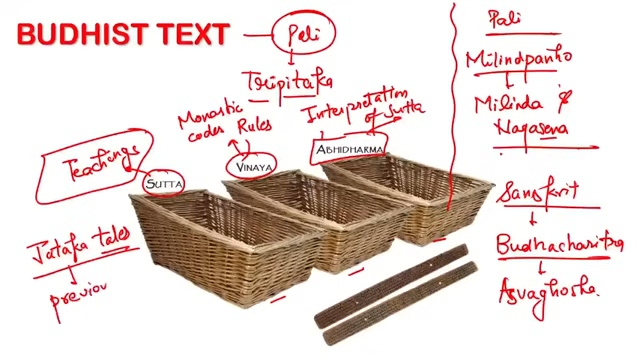 BUDHIST TEXT
Pali
Tripitaka
Monastic
codes Rules
Interpretation
of Sutta
Teachings
SUTTA
VINAYA
ABHIDHARMA
Jataka tales
previou
Pali
Milindpanho
Milinda &
Nagasena
Sanskrit
Budhacharitra
Asvaghosha